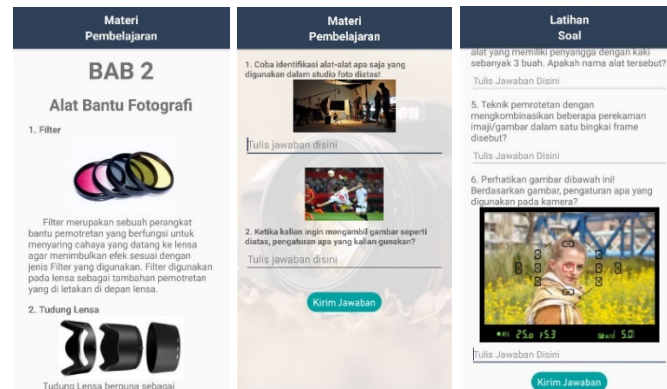 Materi
Pembelajaran
BAB 2
Alat Bantu Fotografi
1. Filter
Filter merupakan sebuah perangkat
bantu pemotretan yang berfungsi untuk
menyaring cahaya yang datang ke lensa
agar menimbulkan efek sesuai dengan
jenis Filter yang digunakan. Filter digunakan
pada lensa sebagai tambahan pemotretan
yang di letakan di depan lensa.
2. Tudung Lensa
Tudung Lensa berguna sebagai
Materi
Pembelajaran
1. Coba identifikasi alat-alat apa saja yang
digunakan dalam studio foto diatas!
Tulis jawaban disini
2. Ketika kalian ingin mengambil gambar seperti
diatas, pengaturan apa yang kalian gunakan?
Tulis jawaban disini
Kirim Jawaban
Latihan
Soal
alat yang memiliki penyangga dengan kaki
sebanyak 3 buah. Apakah nama alat tersebut?
Tulis Jawaban Disini
5. Teknik pemrotetan dengan
mengkombinasikan beberapa perekaman
imaji/gambar dalam satu bingkai frame
disebut?
Tulis Jawaban Disini
6. Perhatikan gambar dibawah ini!
Berdasarkan gambar, pengaturan apa yang
digunakan pada kamera?
Tulis Jawaban Disini
Kirim Jawaban